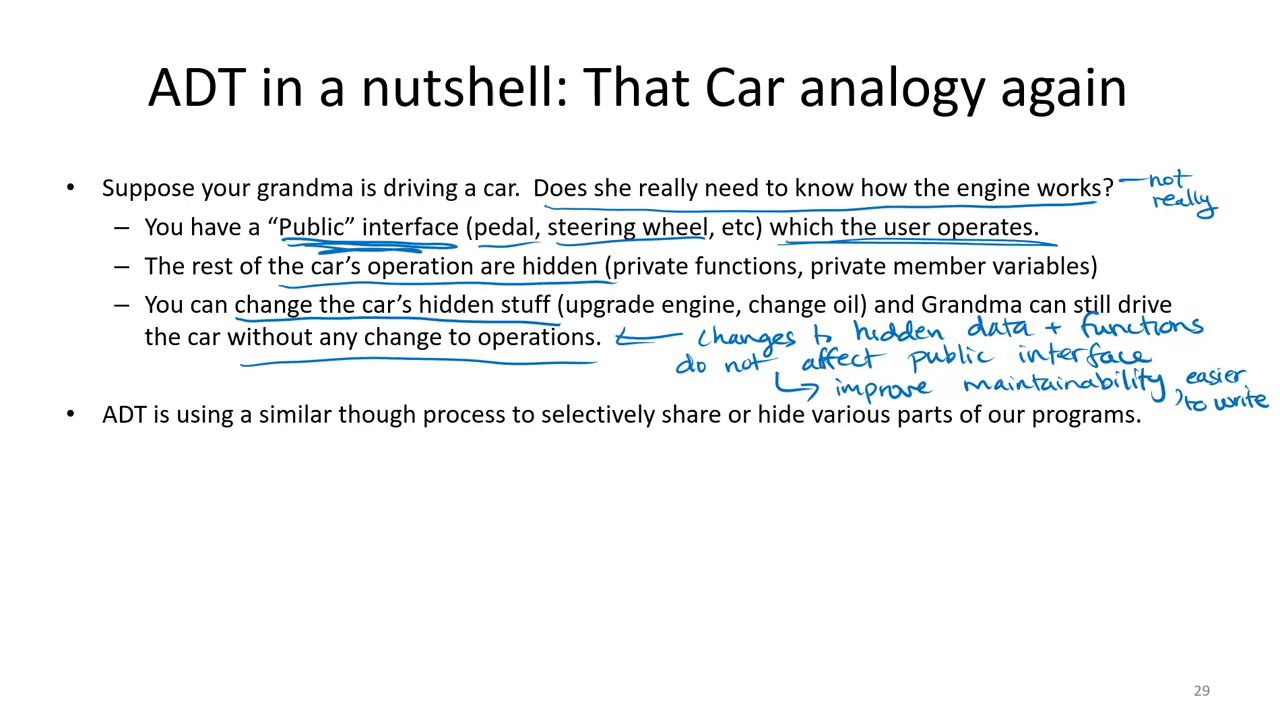 ADT in a nutshell: That Car analogy again
• Suppose your grandma is driving a car. Does she really need to know how the engine works? — not really
– You have a “Public” interface (pedal, steering wheel, etc) which the user operates.
– The rest of the car’s operation are hidden (private functions, private member variables)
– You can change the car’s hidden stuff (upgrade engine, change oil) and Grandma can still drive
the car without any change to operations. ← changes to hidden data + functions
do not affect public interface
↳ improve maintainability, easier to write
• ADT is using a similar though process to selectively share or hide various parts of our programs.
29